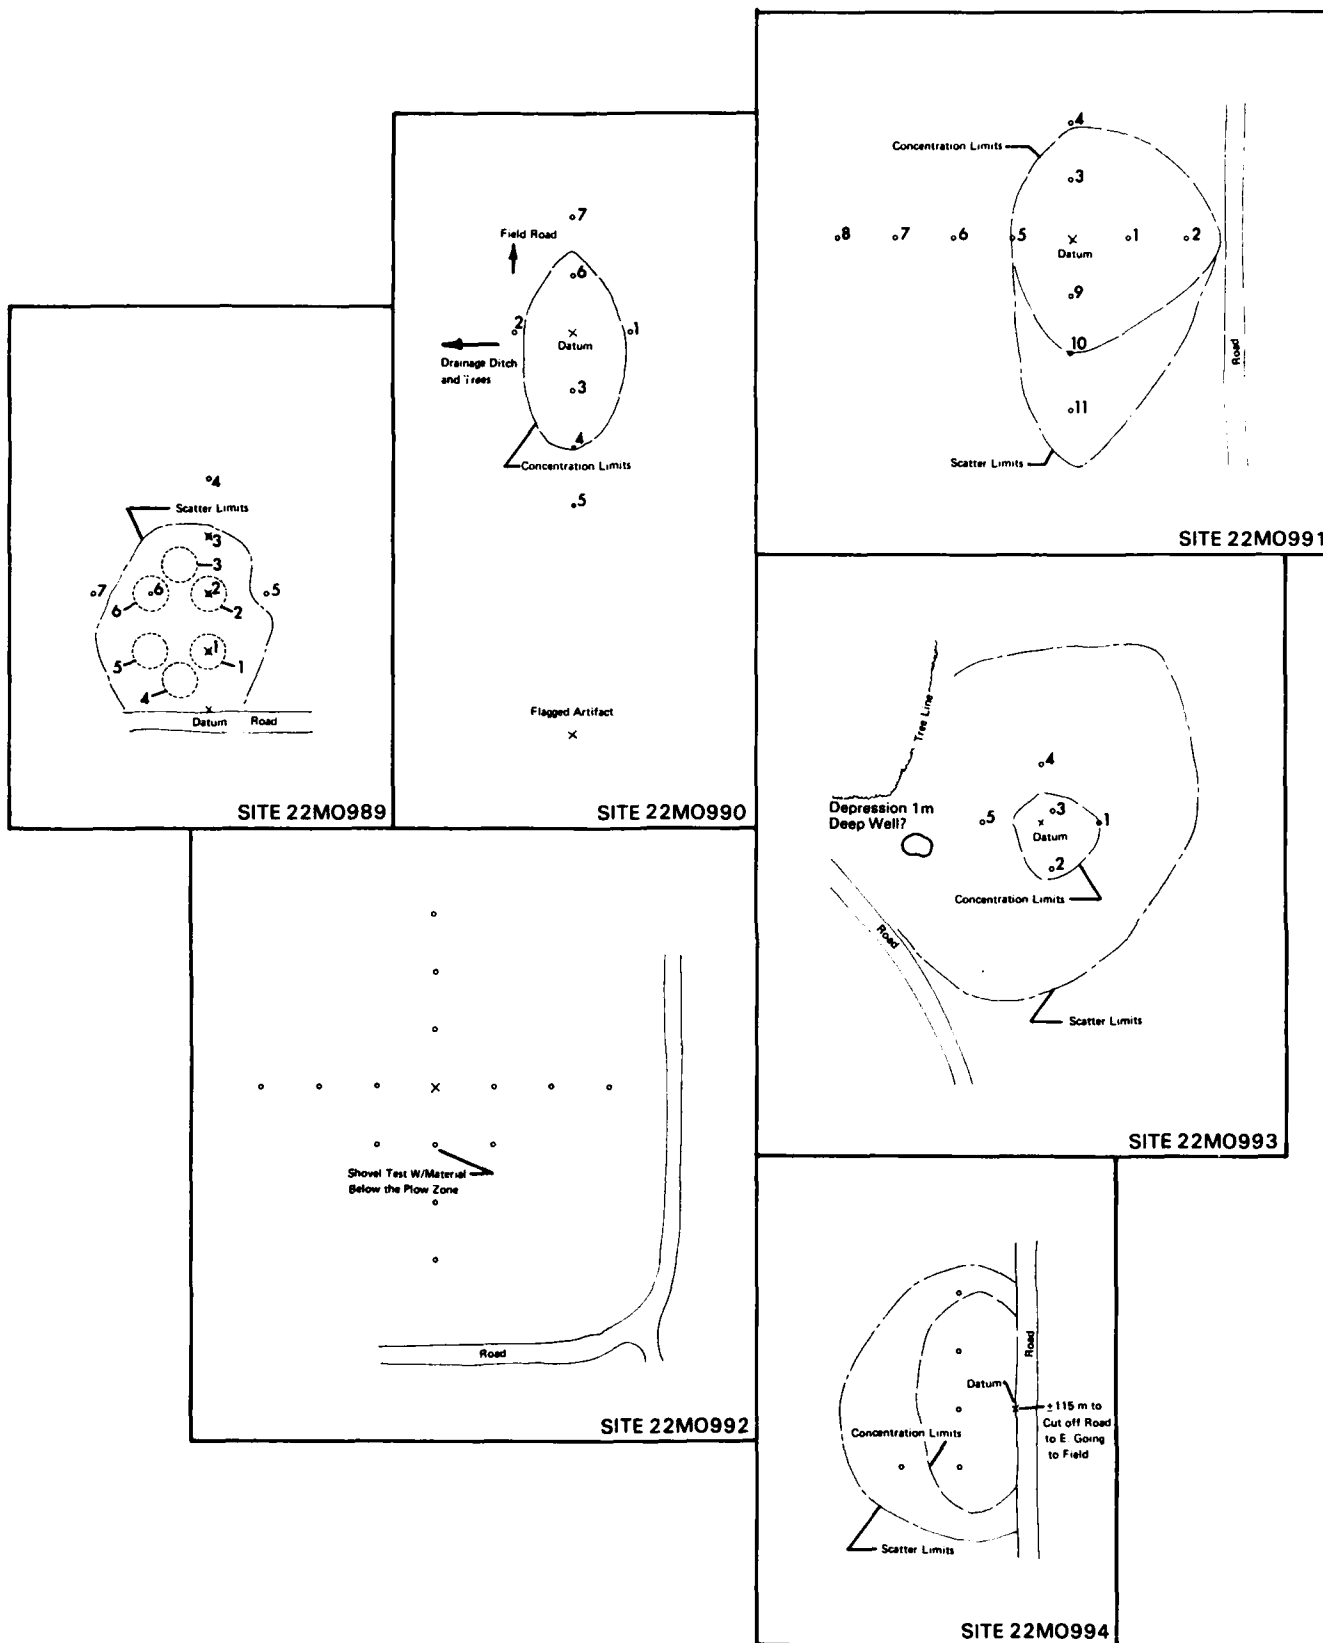 4
Concentration Limits
3
8
7
6
5
1
2
Datum
9
10
Road
11
Scatter Limits
SITE 22MO991
7
Field Road
6
2
1
Datum
Drainage Ditch
and Trees
3
4
Concentration Limits
5
Flagged Artifact
SITE 22MO990
4
Scatter Limits
3
3
7
6
2
5
6
2
1
5
1
4
Datum
Road
SITE 22MO989
Tree Line
4
Depression 1m
Deep Well?
3
5
1
Datum
2
Concentration Limits
Road
Scatter Limits
SITE 22MO993
Shovel Test W/Material
Below the Plow Zone
Road
SITE 22MO992
Road
Datum
±115 m to
Cut off Road
to E. Going
to Field
Concentration Limits
Scatter Limits
SITE 22MO994